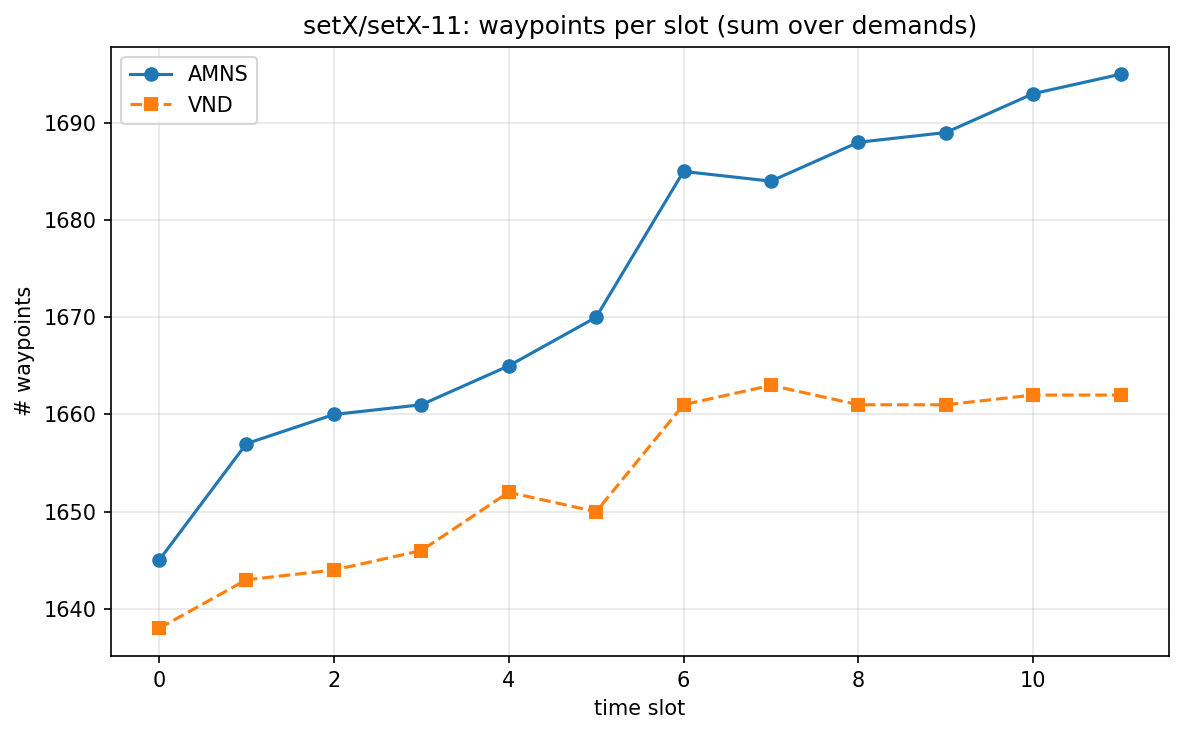 setX/setX-11: waypoints per slot (sum over demands)
AMNS
VND
1690
1680
1670
1660
1650
1640
# waypoints
0 2 4 6 8 10
time slot